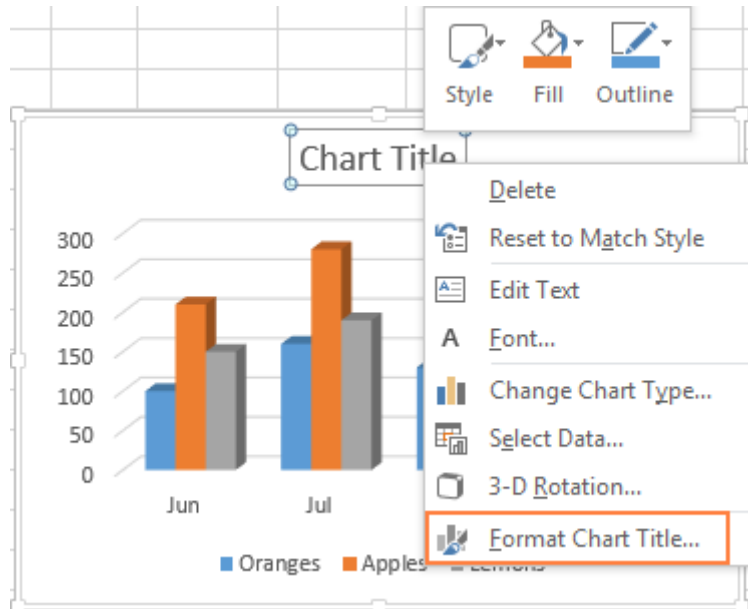 Style Fill Outline
Chart Title
Delete
Reset to Match Style
Edit Text
A Font...
Change Chart Type...
Select Data...
3-D Rotation...
Format Chart Title...
300
250
200
150
100
50
0
Jun Jul
Oranges Apples Lemons